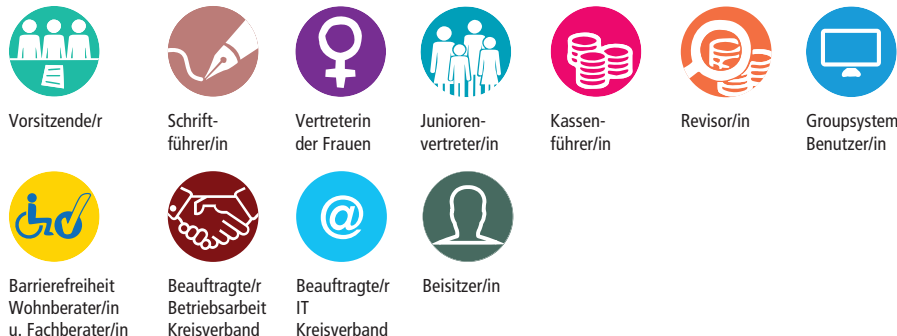 Vorsitzende/r
Schrift-
führer/in
Vertreterin
der Frauen
Junioren-
vertreter/in
Kassen-
führer/in
Revisor/in
Groupsystem
Benutzer/in
@
Barrierefreiheit
Wohnberater/in
u. Fachberater/in
Beauftragte/r
Betriebsarbeit
Kreisverband
Beauftragte/r
IT
Kreisverband
Beisitzer/in